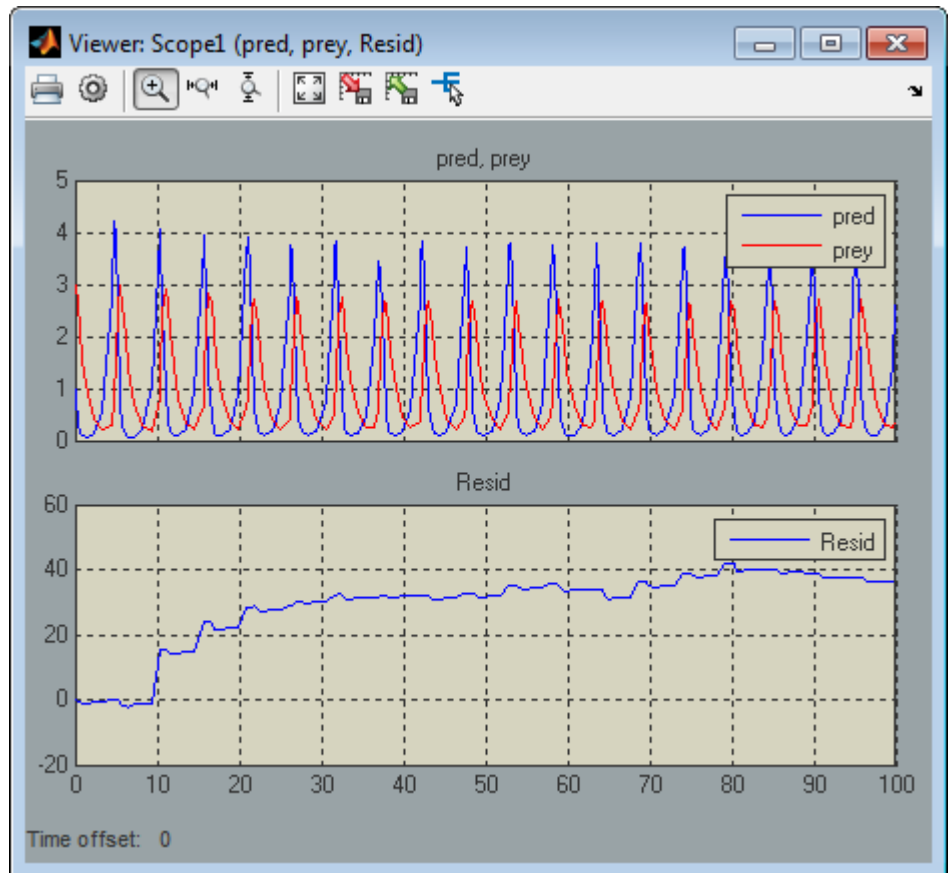 Viewer: Scope1 (pred, prey, Resid)
pred, prey
5
4
3
2
1
0
pred
prey
Resid
60
40
20
0
-20
Resid
0 10 20 30 40 50 60 70 80 90 100
Time offset: 0